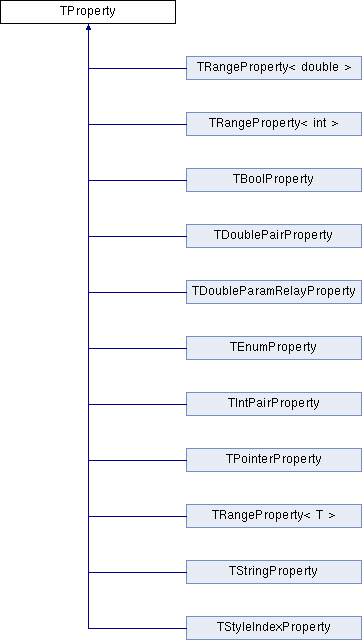 TProperty
TRangeProperty< double >
TRangeProperty< int >
TBoolProperty
TDoublePairProperty
TDoubleParamRelayProperty
TEnumProperty
TIntPairProperty
TPointerProperty
TRangeProperty< T >
TStringProperty
TStyleIndexProperty